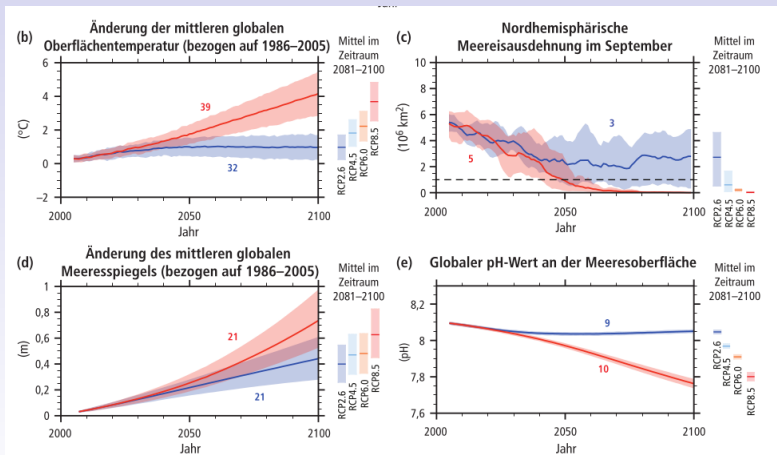 (b)
Änderung der mittleren globalen
Oberflächentemperatur (bezogen auf 1986–2005)
Mittel im
Zeitraum
2081–2100
6
4
2
0
−2
(°C)
39
32
2000
2050
2100
Jahr
RCP2.6
RCP4.5
RCP6.0
RCP8.5
(c)
Nordhemisphärische
Meereisausdehnung im September
Mittel im
Zeitraum
2081–2100
10
8
6
4
2
0
(10⁶ km²)
3
5
2000
2050
2100
Jahr
RCP2.6
RCP4.5
RCP6.0
RCP8.5
(d)
Änderung des mittleren globalen
Meeresspiegels (bezogen auf 1986–2005)
Mittel im
Zeitraum
2081–2100
1
0,8
0,6
0,4
0,2
0
(m)
21
21
2000
2050
2100
Jahr
RCP2.6
RCP4.5
RCP6.0
RCP8.5
(e)
Globaler pH-Wert an der Meeresoberfläche
Mittel im
Zeitraum
2081–2100
8,2
8
7,8
7,6
(pH)
9
10
2000
2050
2100
Jahr
RCP2.6
RCP4.5
RCP6.0
RCP8.5